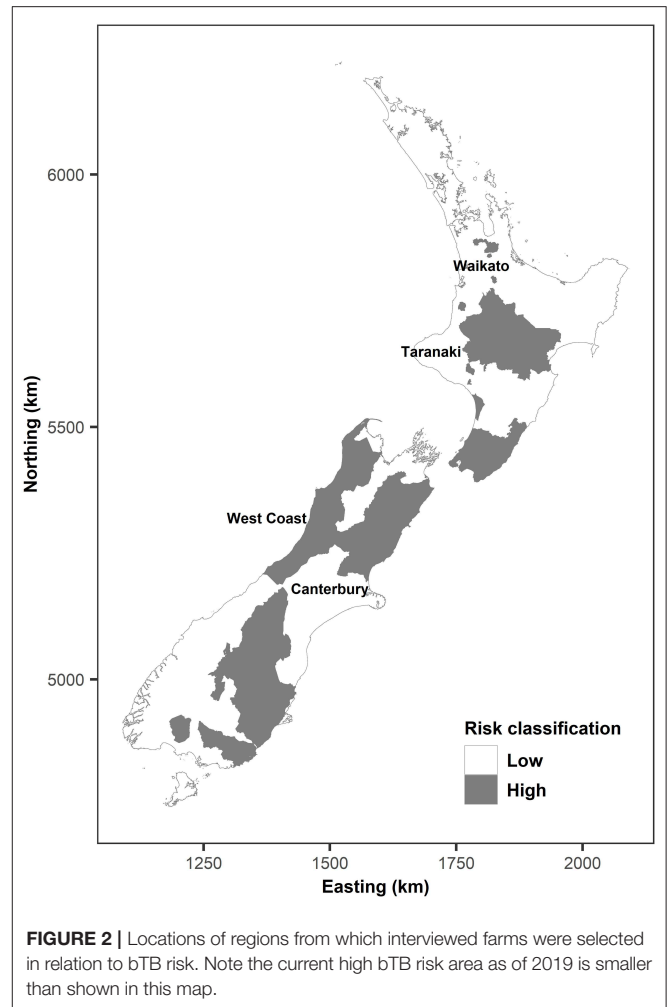 6000
5500
5000
Northing (km)
Waikato
Taranaki
West Coast
Canterbury
Risk classification
Low
High
1250 1500 1750 2000
Easting (km)
FIGURE 2 | Locations of regions from which interviewed farms were selected
in relation to bTB risk. Note the current high bTB risk area as of 2019 is smaller
than shown in this map.